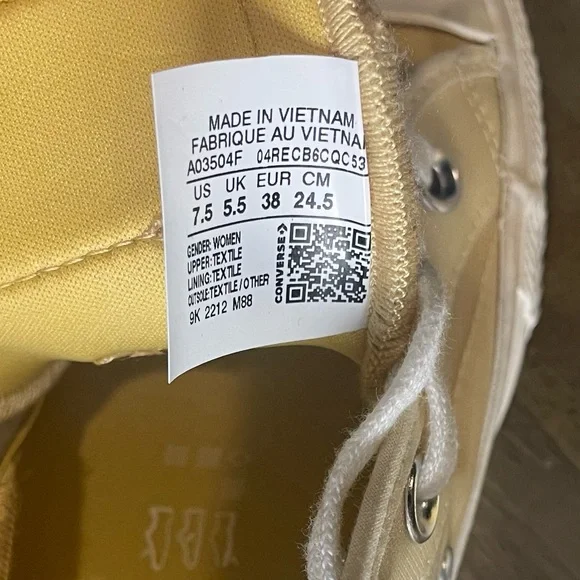 MADE IN VIETNAM
FABRIQUE AU VIETNA
A03504F 04RECB6CQC53
US UK EUR CM
7.5 5.5 38 24.5
GENDER: WOMEN
UPPER: TEXTILE
LINING: TEXTILE
OUTSOLE: TEXTILE / OTHER
9K 2212 M88
CONVERSE